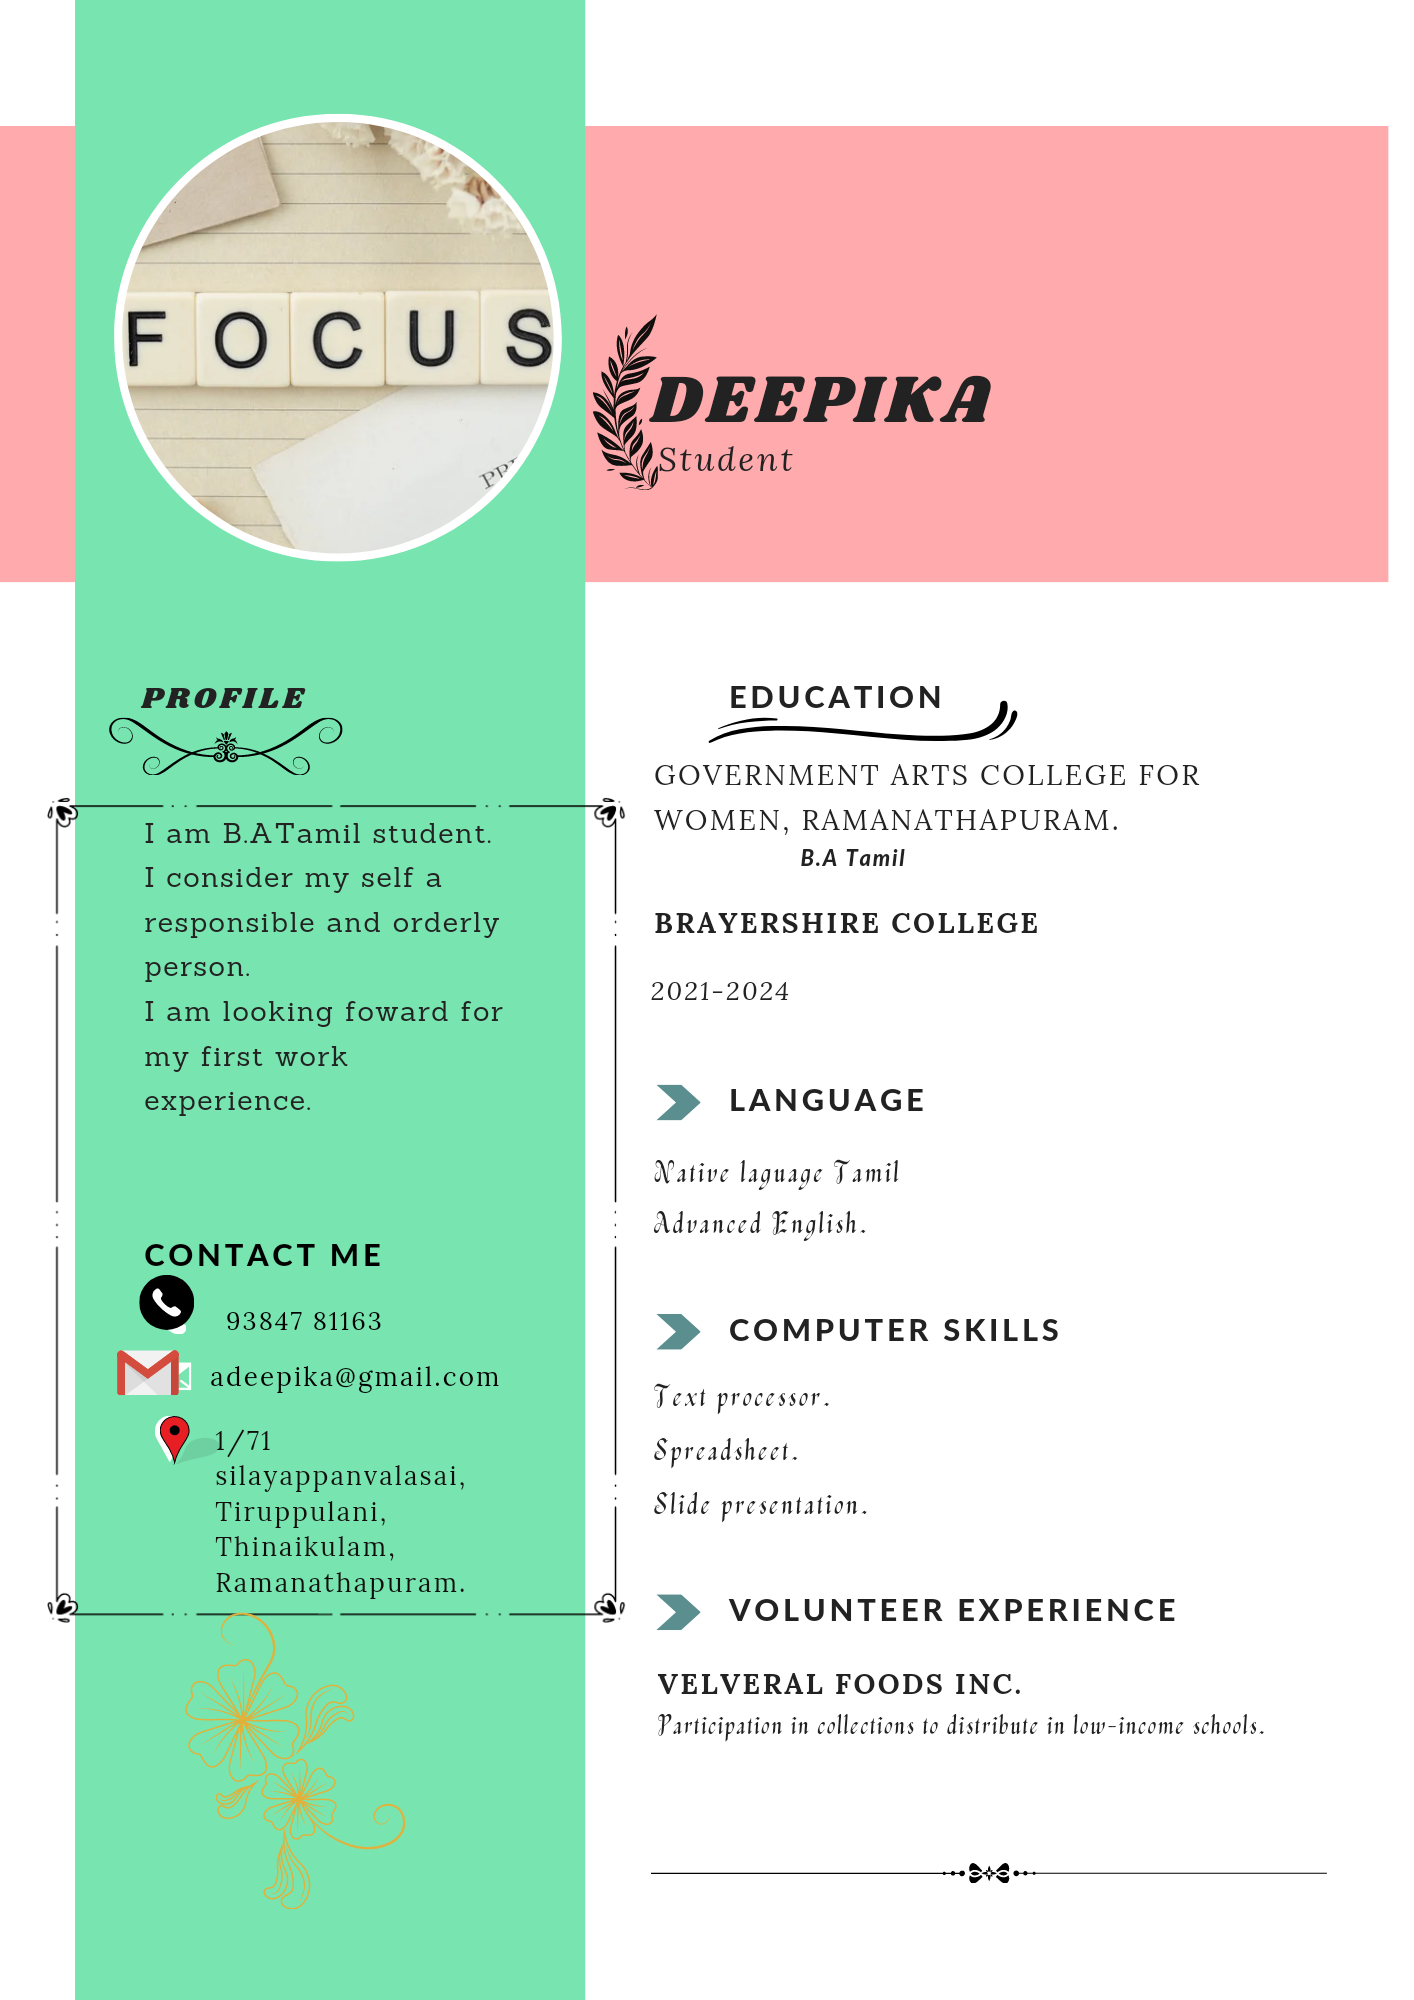 FOCUS
PR
DEEPIKA
Student
PROFILE
I am B.ATamil student.
I consider my self a
responsible and orderly
person.
I am looking foward for
my first work
experience.
CONTACT ME
93847 81163
adeepika@gmail.com
1/71
silayappanvalasai,
Tiruppulani,
Thinaikulam,
Ramanathapuram.
EDUCATION
GOVERNMENT ARTS COLLEGE FOR
WOMEN, RAMANATHAPURAM.
B.A Tamil
BRAYERSHIRE COLLEGE
2021-2024
LANGUAGE
Native laguage Tamil
Advanced English.
COMPUTER SKILLS
Text processor.
Spreadsheet.
Slide presentation.
VOLUNTEER EXPERIENCE
VELVERAL FOODS INC.
Participation in collections to distribute in low-income schools.